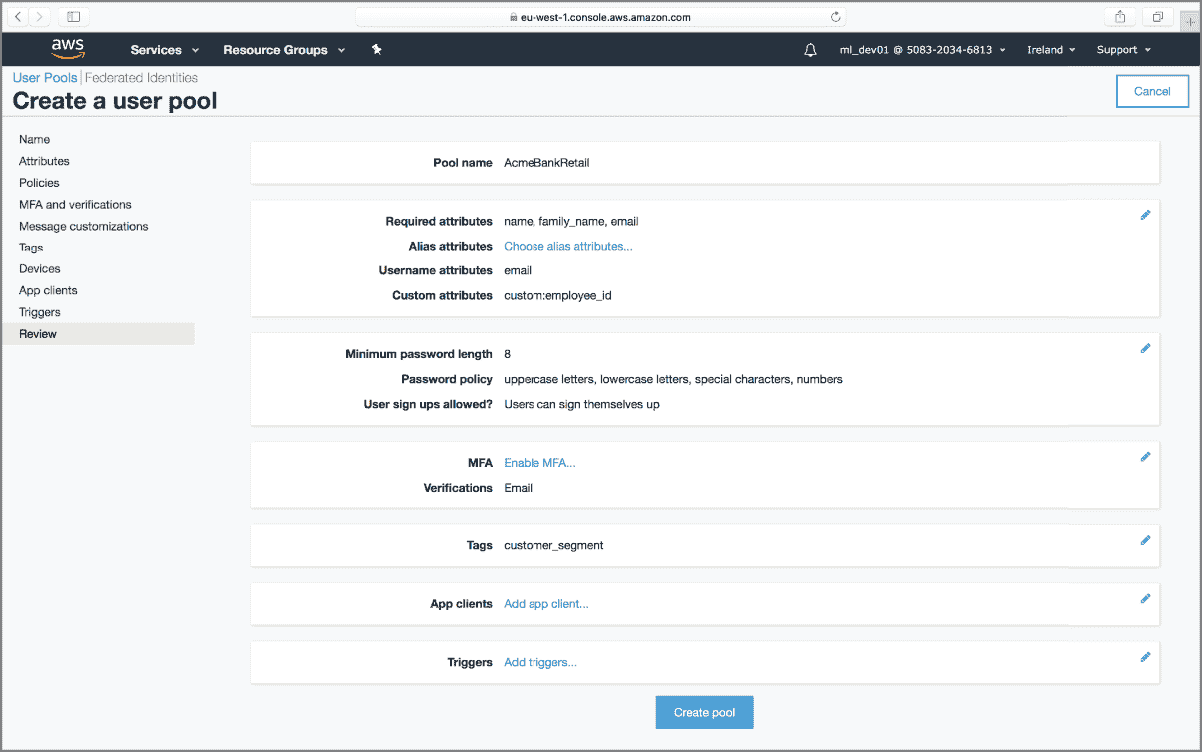 eu-west-1.console.aws.amazon.com
aws Services Resource Groups ml_dev01 @ 5083-2034-6813 Ireland Support
User Pools | Federated Identities
Create a user pool
Cancel
Name
Attributes
Policies
MFA and verifications
Message customizations
Tags
Devices
App clients
Triggers
Review
Pool name AcmeBankRetail
Required attributes name, family_name, email
Alias attributes Choose alias attributes...
Username attributes email
Custom attributes custom:employee_id
Minimum password length 8
Password policy uppercase letters, lowercase letters, special characters, numbers
User sign ups allowed? Users can sign themselves up
MFA Enable MFA...
Verifications Email
Tags customer_segment
App clients Add app client...
Triggers Add triggers...
Create pool